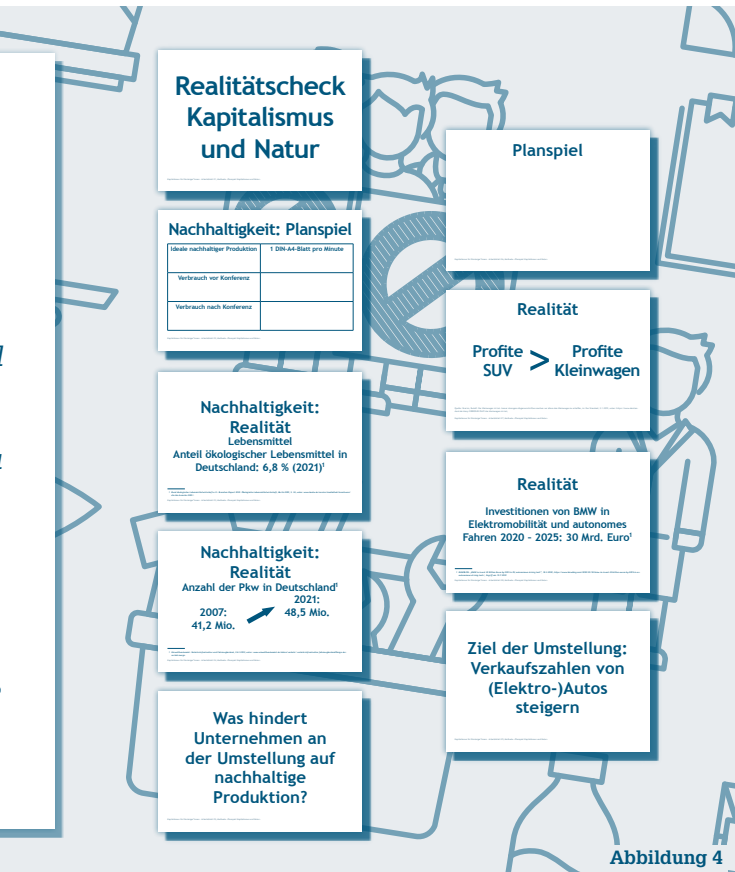 Realitätscheck
Kapitalismus
und Natur
Nachhaltigkeit: Planspiel
Ideale nachhaltiger Produktion
1 DIN-A4-Blatt pro Minute
Verbrauch vor Konferenz
Verbrauch nach Konferenz
Nachhaltigkeit:
Realität
Lebensmittel
Anteil ökologischer Lebensmittel in
Deutschland: 6,8 % (2021)¹
Nachhaltigkeit:
Realität
Anzahl der Pkw in Deutschland¹
2007:
41,2 Mio.
2021:
48,5 Mio.
Was hindert
Unternehmen an
der Umstellung auf
nachhaltige
Produktion?
Planspiel
Realität
Profite
SUV
>
Profite
Kleinwagen
Realität
Investitionen von BMW in
Elektromobilität und autonomes
Fahren 2020 - 2025: 30 Mrd. Euro¹
Ziel der Umstellung:
Verkaufszahlen von
(Elektro-)Autos
steigern
Abbildung 4